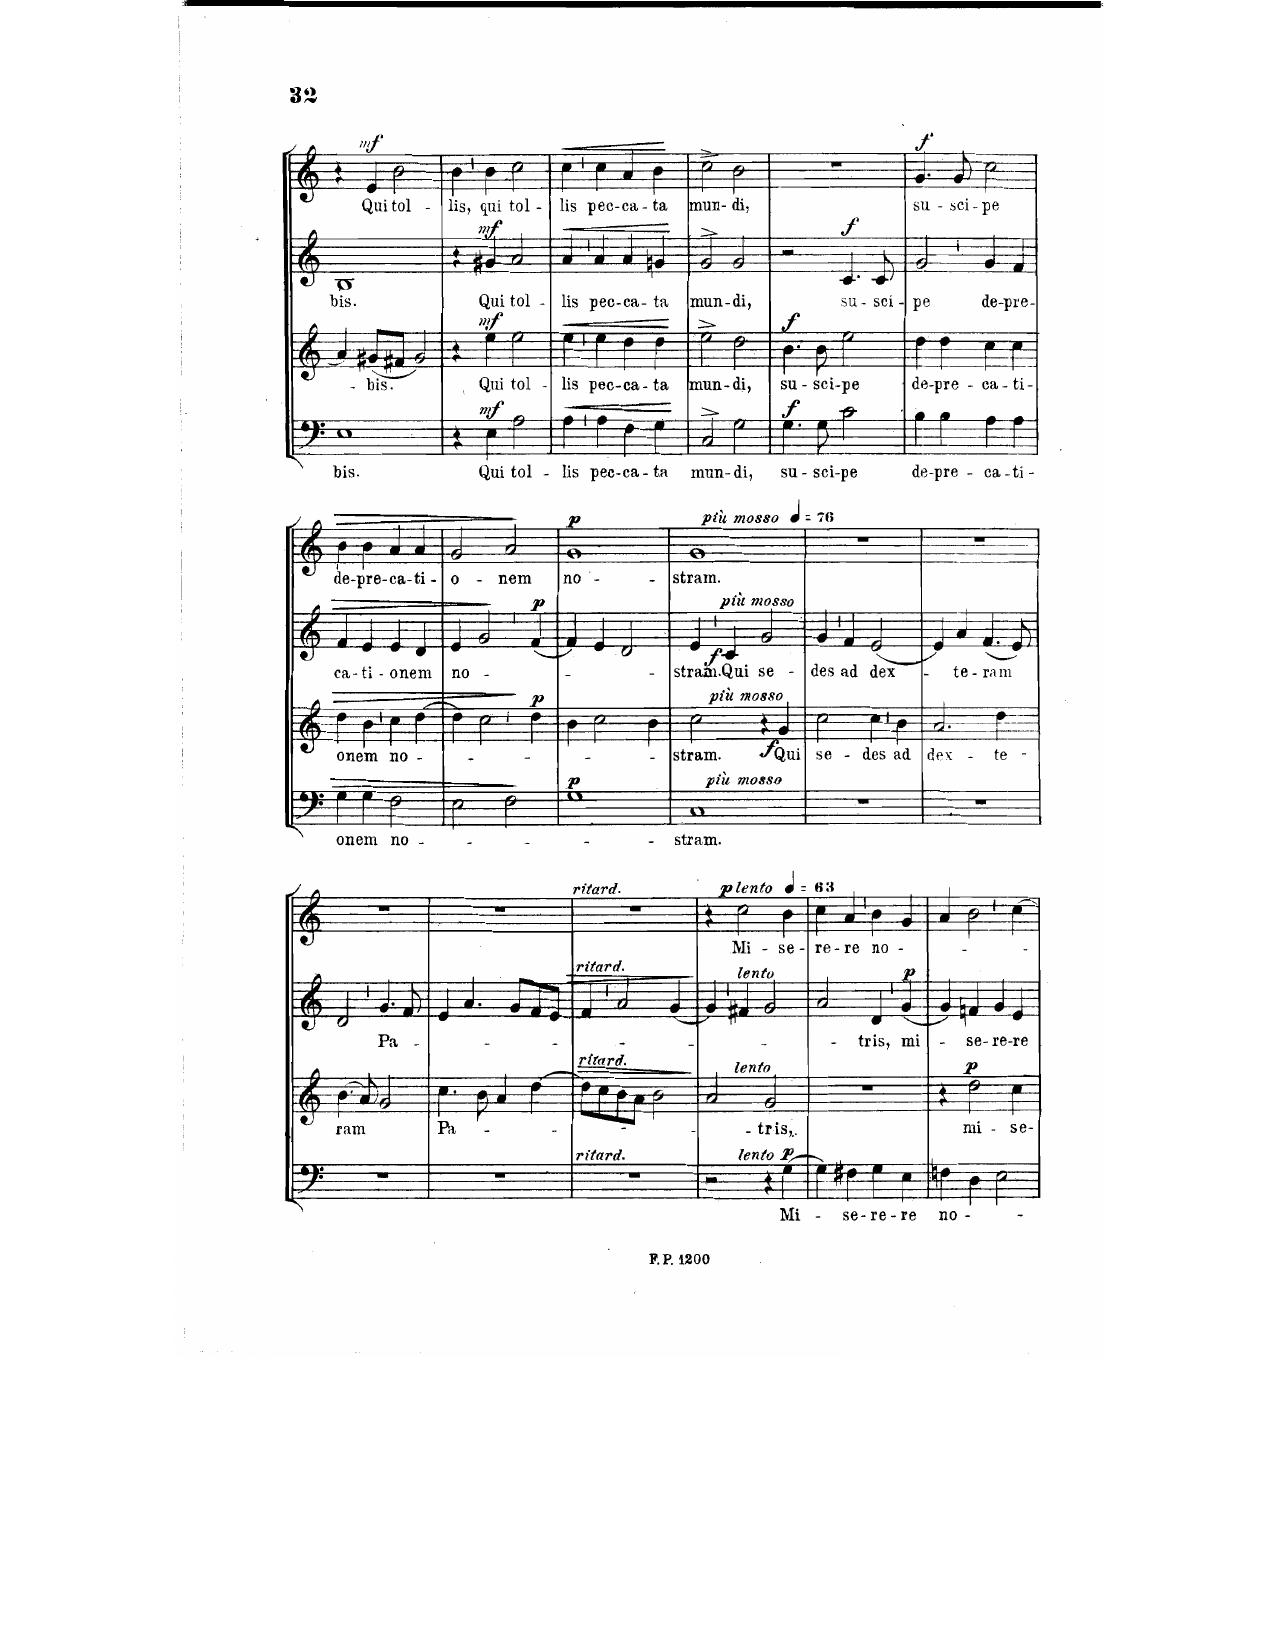 32
mf
Qui tol - lis, qui tol - lis pec-ca-ta mun-di, su - sci-pe
f
mf
f
bis. Qui tol - lis pec-ca-ta mun-di, su - sci - pe de-pre-
mf
f
- bis. Qui tol - lis pec-ca-ta mun-di, su - sci-pe de-pre - ca - ti-
mf
f
bis. Qui tol - lis pec-ca-ta mun-di, su - sci-pe de-pre - ca - ti -
p più mosso = 76
de-pre-ca-ti - o - nem no - - stram.
p più mosso
f
ca - ti - onem no - - - stram. Qui se - des ad dex - te - ram
p più mosso
f
onem no - - - - - stram. Qui se - des ad dex - te -
p più mosso
onem no - - - - - stram.
ritard. p lento = 63
Mi - se - re - re no - - -
ritard. lento p
Pa - - - - - - tris, mi - se - re-re
ritard. lento p
ram Pa - - - - tris, mi - se-
ritard. lento p
Mi - se - re - re no - -
F. P. 1200